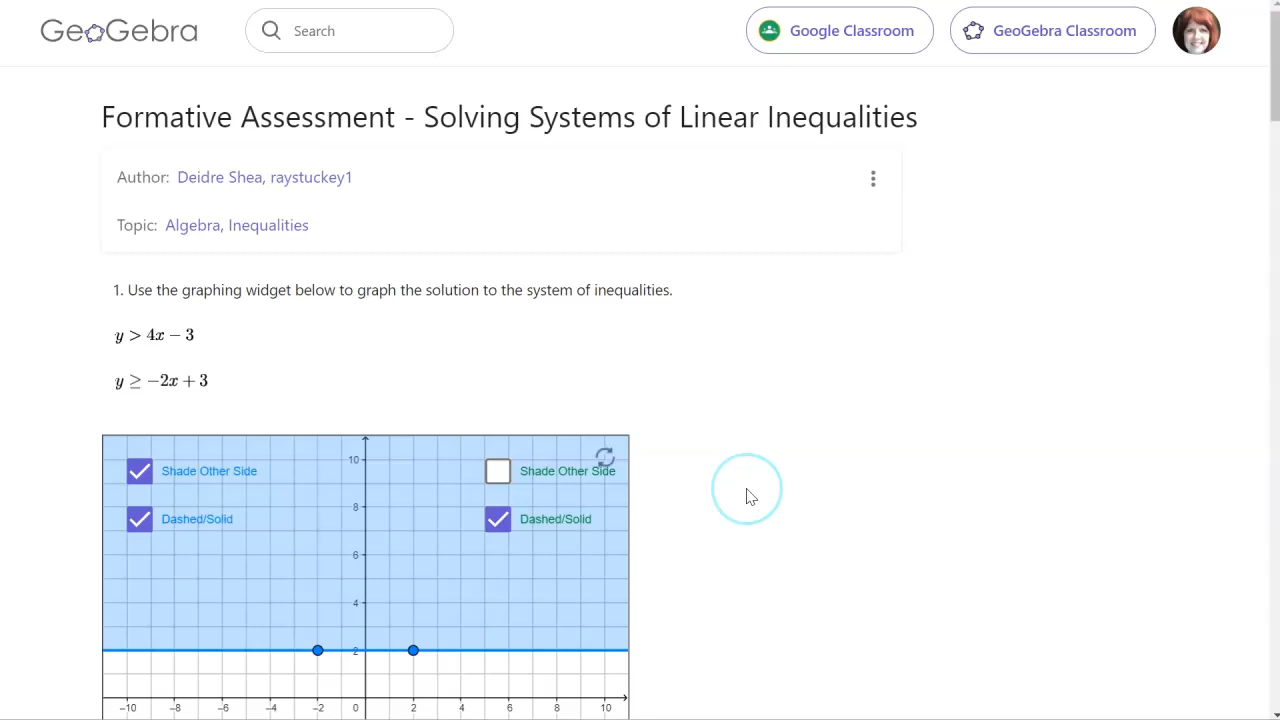 GeoGebra
Search
Google Classroom
GeoGebra Classroom
Formative Assessment - Solving Systems of Linear Inequalities
Author: Deidre Shea, raystuckey1
Topic: Algebra, Inequalities
1. Use the graphing widget below to graph the solution to the system of inequalities.
y > 4x − 3
y ≥ −2x + 3
Shade Other Side
10
Shade Other Side
8
Dashed/Solid
Dashed/Solid
6
4
2
−10 −8 −6 −4 −2 0 2 4 6 8 10